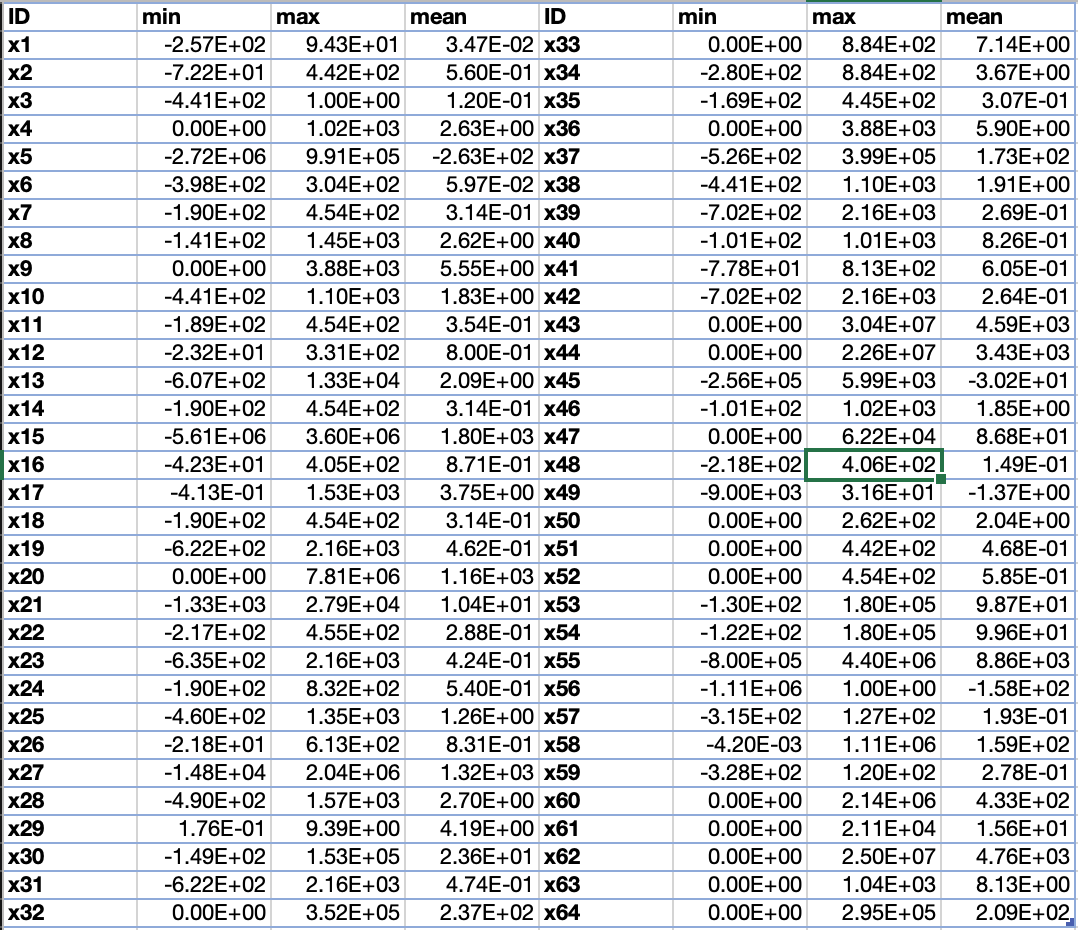 ID min max mean ID min max mean
x1 -2.57E+02 9.43E+01 3.47E-02 x33 0.00E+00 8.84E+02 7.14E+00
x2 -7.22E+01 4.42E+02 5.60E-01 x34 -2.80E+02 8.84E+02 3.67E+00
x3 -4.41E+02 1.00E+00 1.20E-01 x35 -1.69E+02 4.45E+02 3.07E-01
x4 0.00E+00 1.02E+03 2.63E+00 x36 0.00E+00 3.88E+03 5.90E+00
x5 -2.72E+06 9.91E+05 -2.63E+02 x37 -5.26E+02 3.99E+05 1.73E+02
x6 -3.98E+02 3.04E+02 5.97E-02 x38 -4.41E+02 1.10E+03 1.91E+00
x7 -1.90E+02 4.54E+02 3.14E-01 x39 -7.02E+02 2.16E+03 2.69E-01
x8 -1.41E+02 1.45E+03 2.62E+00 x40 -1.01E+02 1.01E+03 8.26E-01
x9 0.00E+00 3.88E+03 5.55E+00 x41 -7.78E+01 8.13E+02 6.05E-01
x10 -4.41E+02 1.10E+03 1.83E+00 x42 -7.02E+02 2.16E+03 2.64E-01
x11 -1.89E+02 4.54E+02 3.54E-01 x43 0.00E+00 3.04E+07 4.59E+03
x12 -2.32E+01 3.31E+02 8.00E-01 x44 0.00E+00 2.26E+07 3.43E+03
x13 -6.07E+02 1.33E+04 2.09E+00 x45 -2.56E+05 5.99E+03 -3.02E+01
x14 -1.90E+02 4.54E+02 3.14E-01 x46 -1.01E+02 1.02E+03 1.85E+00
x15 -5.61E+06 3.60E+06 1.80E+03 x47 0.00E+00 6.22E+04 8.68E+01
x16 -4.23E+01 4.05E+02 8.71E-01 x48 -2.18E+02 4.06E+02 1.49E-01
x17 -4.13E-01 1.53E+03 3.75E+00 x49 -9.00E+03 3.16E+01 -1.37E+00
x18 -1.90E+02 4.54E+02 3.14E-01 x50 0.00E+00 2.62E+02 2.04E+00
x19 -6.22E+02 2.16E+03 4.62E-01 x51 0.00E+00 4.42E+02 4.68E-01
x20 0.00E+00 7.81E+06 1.16E+03 x52 0.00E+00 4.54E+02 5.85E-01
x21 -1.33E+03 2.79E+04 1.04E+01 x53 -1.30E+02 1.80E+05 9.87E+01
x22 -2.17E+02 4.55E+02 2.88E-01 x54 -1.22E+02 1.80E+05 9.96E+01
x23 -6.35E+02 2.16E+03 4.24E-01 x55 -8.00E+05 4.40E+06 8.86E+03
x24 -1.90E+02 8.32E+02 5.40E-01 x56 -1.11E+06 1.00E+00 -1.58E+02
x25 -4.60E+02 1.35E+03 1.26E+00 x57 -3.15E+02 1.27E+02 1.93E-01
x26 -2.18E+01 6.13E+02 8.31E-01 x58 -4.20E-03 1.11E+06 1.59E+02
x27 -1.48E+04 2.04E+06 1.32E+03 x59 -3.28E+02 1.20E+02 2.78E-01
x28 -4.90E+02 1.57E+03 2.70E+00 x60 0.00E+00 2.14E+06 4.33E+02
x29 1.76E-01 9.39E+00 4.19E+00 x61 0.00E+00 2.11E+04 1.56E+01
x30 -1.49E+02 1.53E+05 2.36E+01 x62 0.00E+00 2.50E+07 4.76E+03
x31 -6.22E+02 2.16E+03 4.74E-01 x63 0.00E+00 1.04E+03 8.13E+00
x32 0.00E+00 3.52E+05 2.37E+02 x64 0.00E+00 2.95E+05 2.09E+02